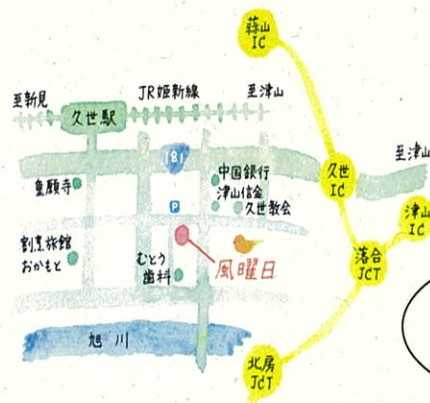 蒜山
IC
至新見
JR姫新線
至津山
久世駅
181
中国銀行
津山信金
久世教会
重願寺
久世
IC
至津山
津山
IC
P
割烹旅館
おかもと
むとう
歯科
風曜日
落合
JCT
旭川
北房
JCT